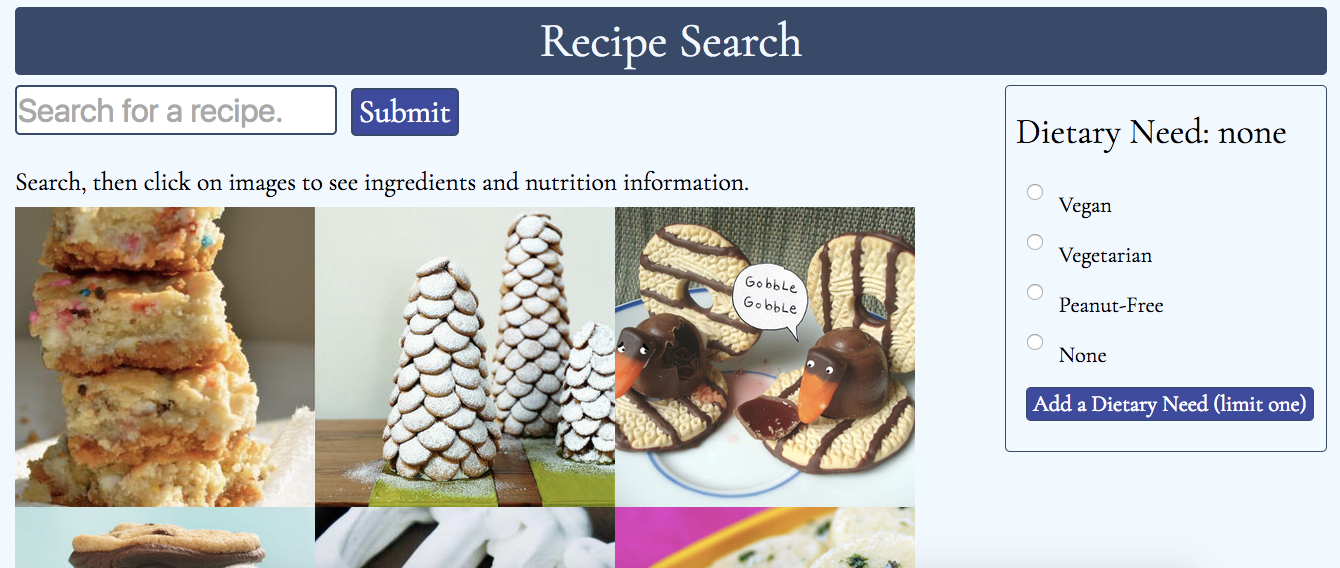 Recipe Search
Search for a recipe.
Submit
Search, then click on images to see ingredients and nutrition information.
Gobble
Gobble
Dietary Need: none
Vegan
Vegetarian
Peanut-Free
None
Add a Dietary Need (limit one)